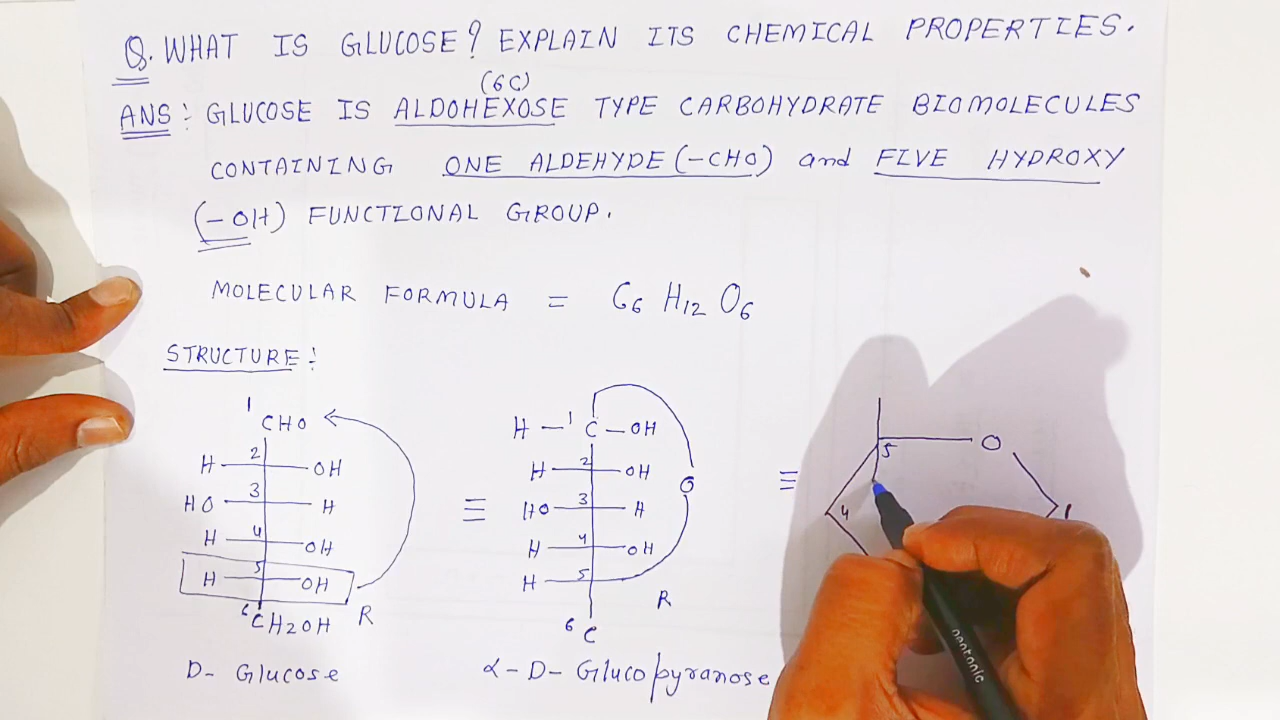 Q. WHAT IS GLUCOSE? EXPLAIN ITS CHEMICAL PROPERTIES.
(6C)
ANS: GLUCOSE IS ALDOHEXOSE TYPE CARBOHYDRATE BIOMOLECULES
CONTAINING ONE ALDEHYDE (-CHO) and FIVE HYDROXY
(-OH) FUNCTIONAL GROUP.
MOLECULAR FORMULA = C6 H12 O6
STRUCTURE:
1 CHO
H 2 OH
HO 3 H
H 4 OH
H 5 OH
6 CH2OH R
D- Glucose
≡
H - 1 C - OH
H 2 OH
HO 3 H
H 4 OH
H 5
O
R
6 C
α-D-Glucopyranose
≡
5 O
4 1
pentonic